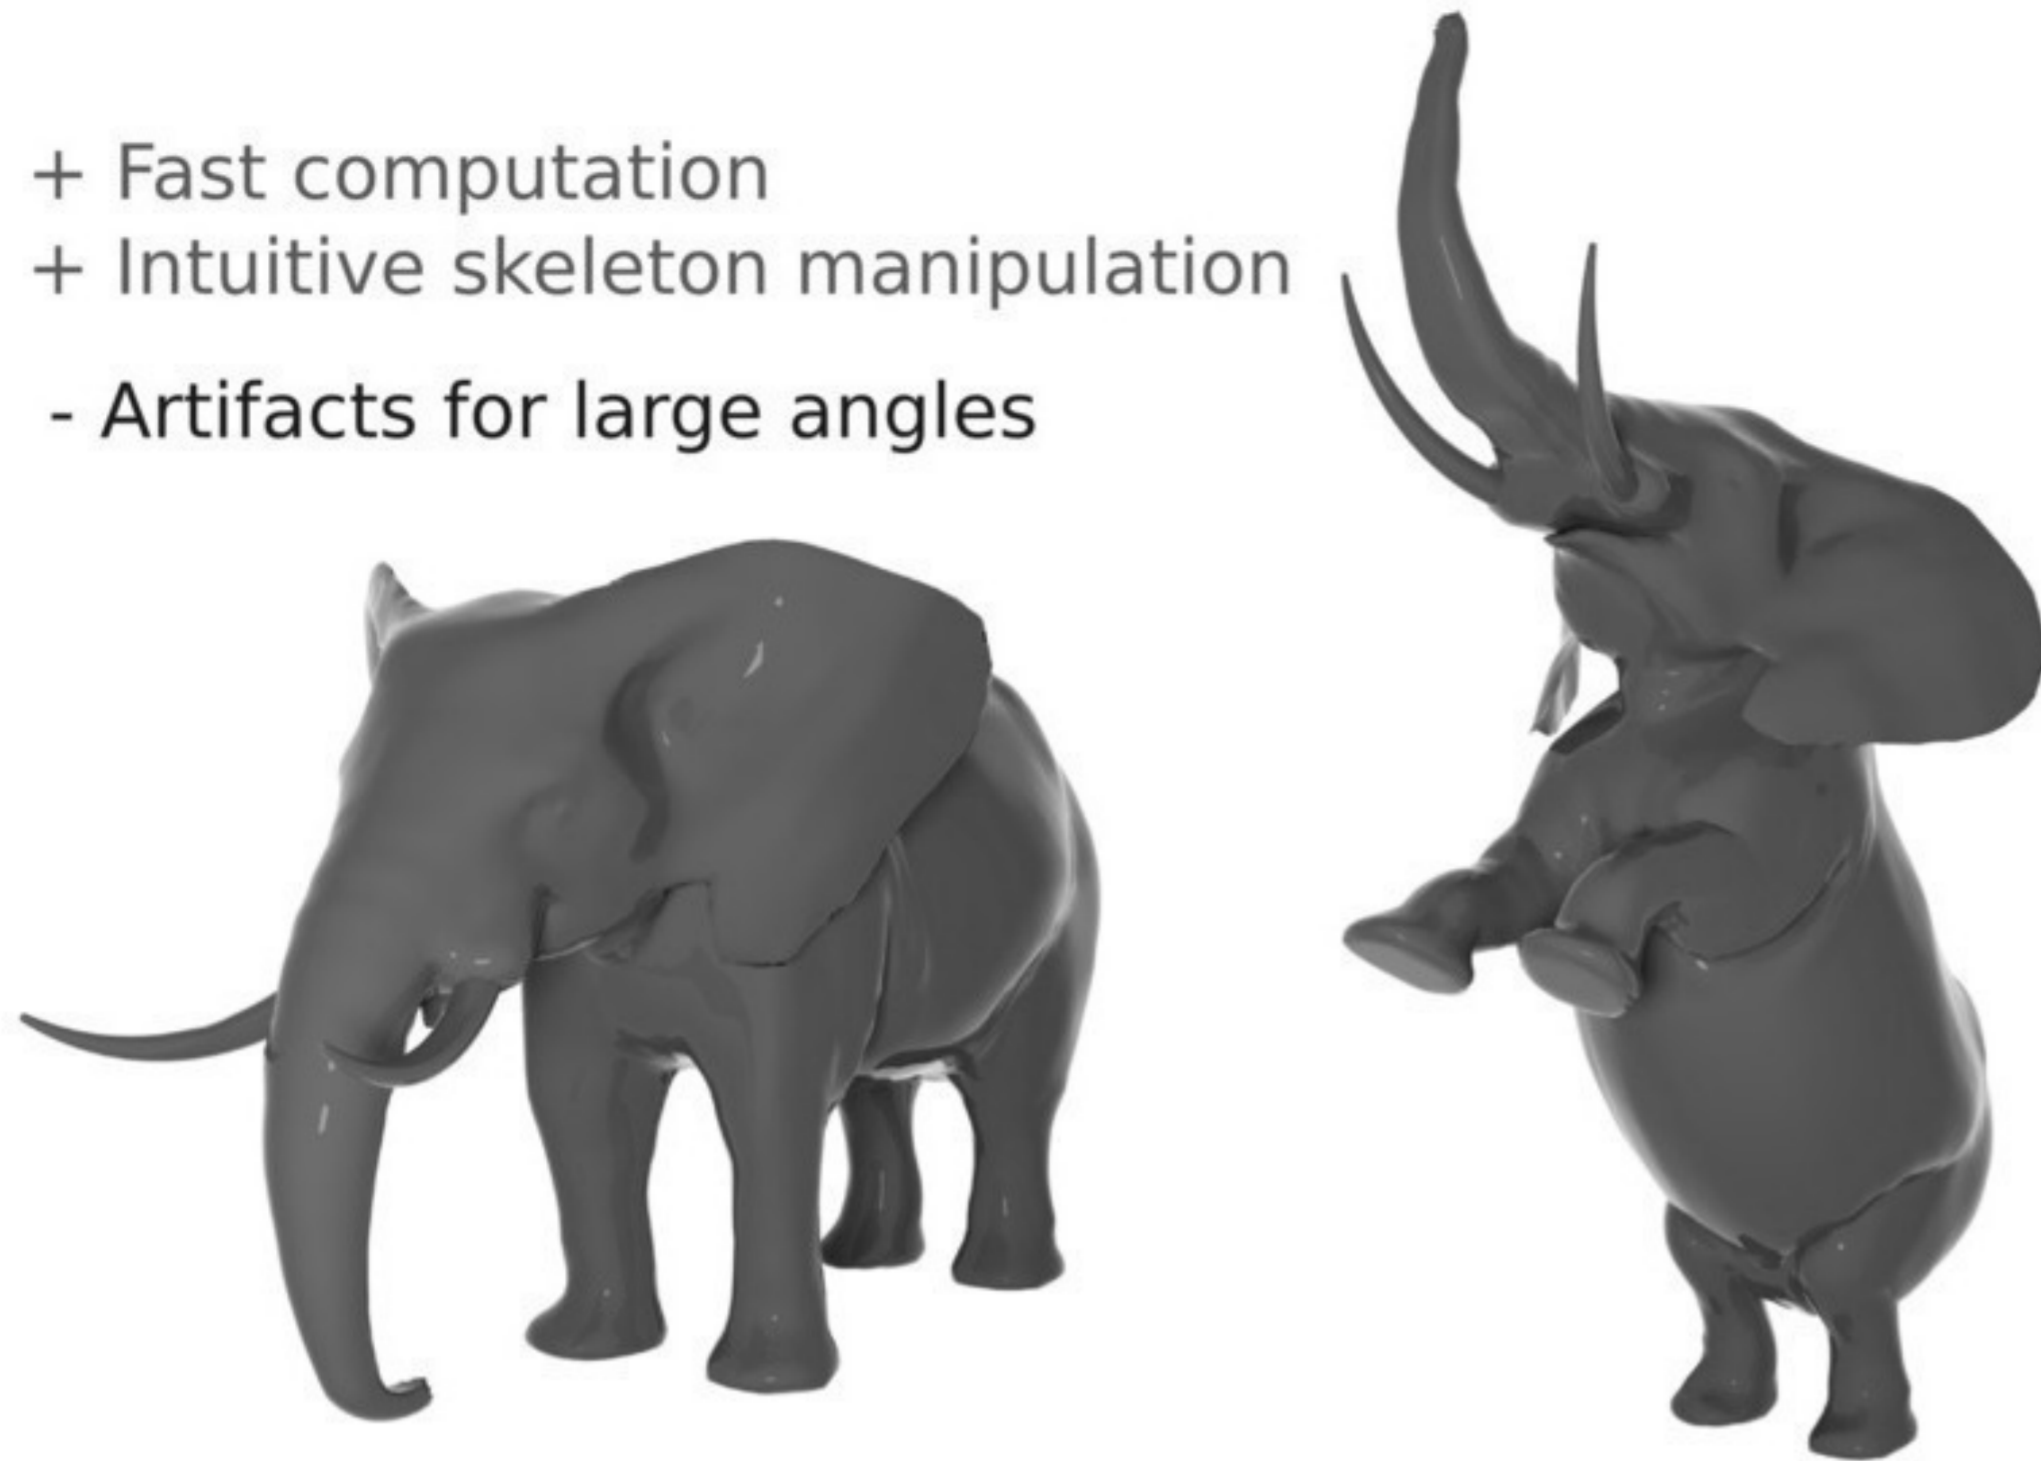 + Fast computation
+ Intuitive skeleton manipulation
- Artifacts for large angles